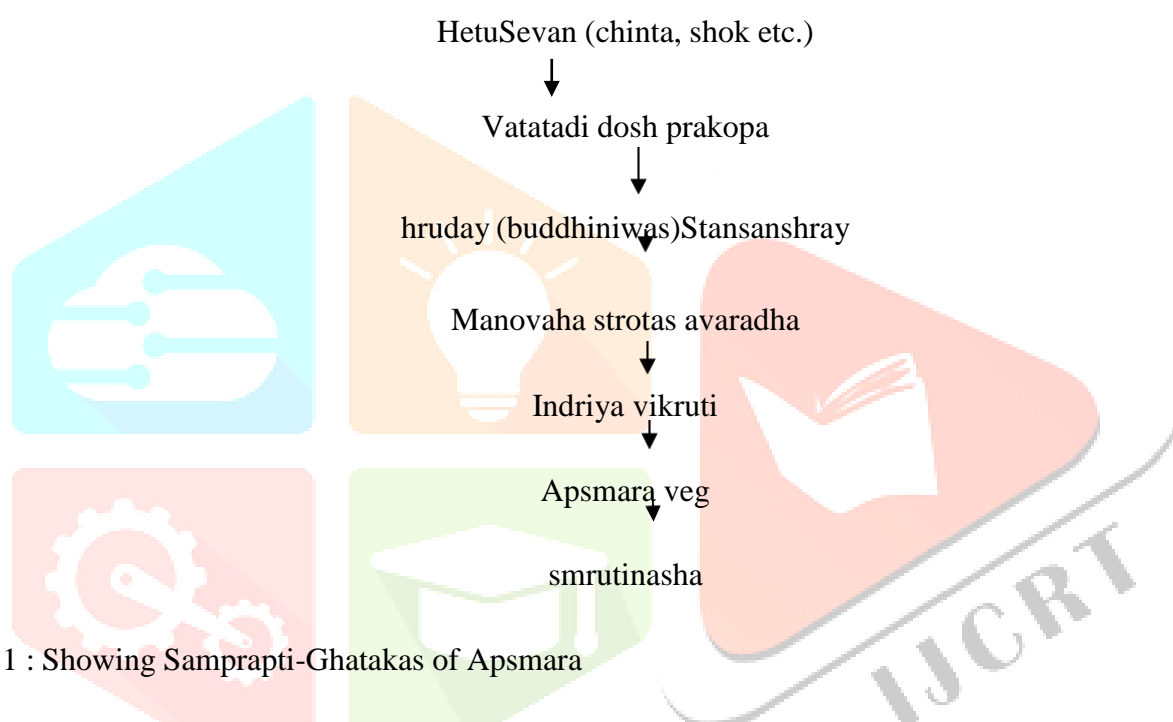 HetuSevan (chinta, shok etc.)
Vatatadi dosh prakopa
hruday (buddhiniwas)Stansanshray
Manovaha strotas avaradha
Indriya vikruti
Apsmara veg
smrutinasha
1 : Showing Samprapti-Ghatakas of Apsmara
IJCRT